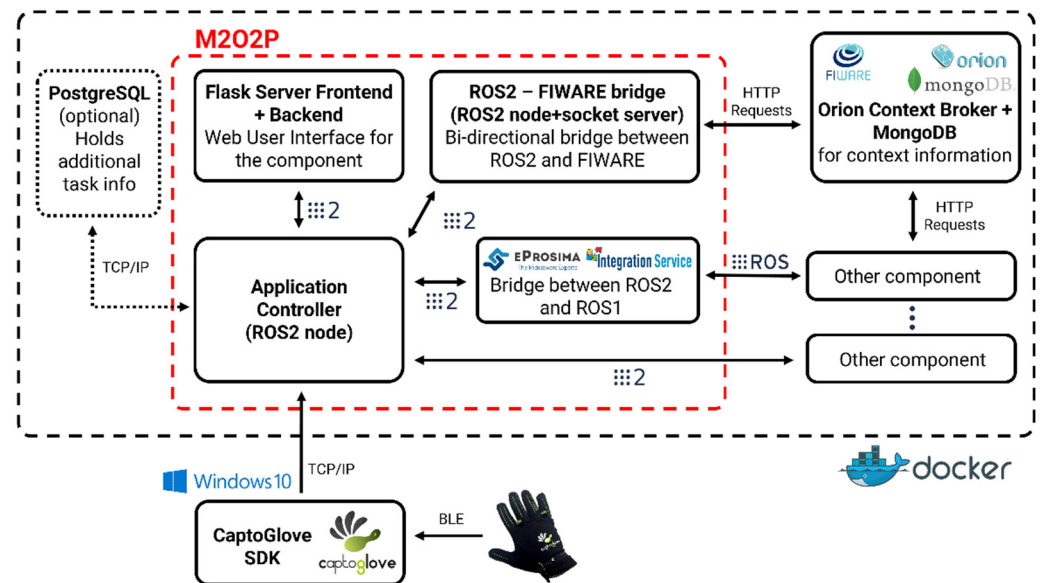 M2O2P
PostgreSQL
(optional)
Holds
additional
task info
Flask Server Frontend
+ Backend
Web User Interface for
the component
ROS2 – FIWARE bridge
(ROS2 node+socket server)
Bi-directional bridge between
ROS2 and FIWARE
HTTP
Requests
FIWARE
orion
mongoDB.
Orion Context Broker +
MongoDB
for context information
2
2
HTTP
Requests
TCP/IP
Application
Controller
(ROS2 node)
2
ePROSIMA
The Middleware Experts
Integration Service
Bridge between ROS2
and ROS1
ROS
Other component
Other component
2
docker
Windows 10
TCP/IP
CaptoGlove
SDK
captoglove
BLE
captoglove